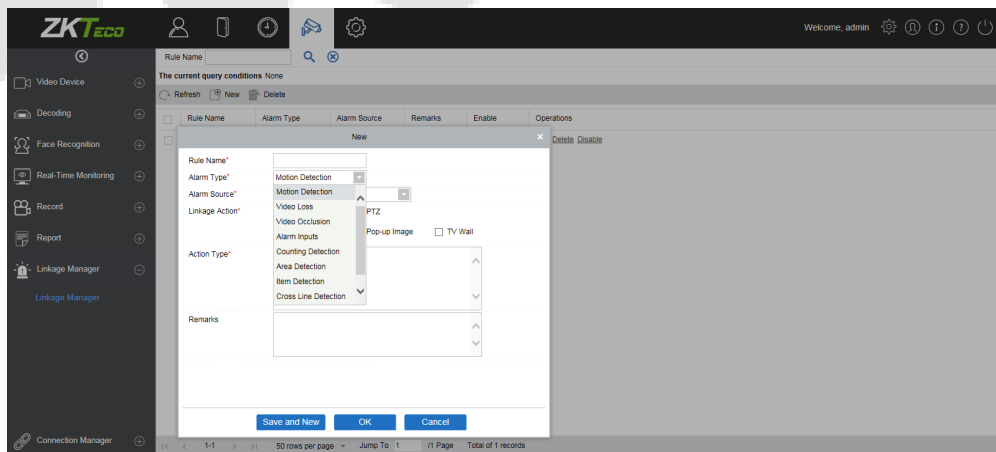 ZKTeco
Welcome, admin
Rule Name
The current query conditions None
Refresh New Delete
Rule Name Alarm Type Alarm Source Remarks Enable Operations
Delete Disable
Video Device
Decoding
Face Recognition
Real-Time Monitoring
Record
Report
Linkage Manager
Linkage Manager
Connection Manager
New
Rule Name*
Alarm Type* Motion Detection
Alarm Source*
Linkage Action* PTZ
Pop-up Image TV Wall
Action Type*
Motion Detection
Video Loss
Video Occlusion
Alarm Inputs
Counting Detection
Area Detection
Item Detection
Cross Line Detection
Remarks
Save and New OK Cancel
1-1 50 rows per page Jump To 1 /1 Page Total of 1 records